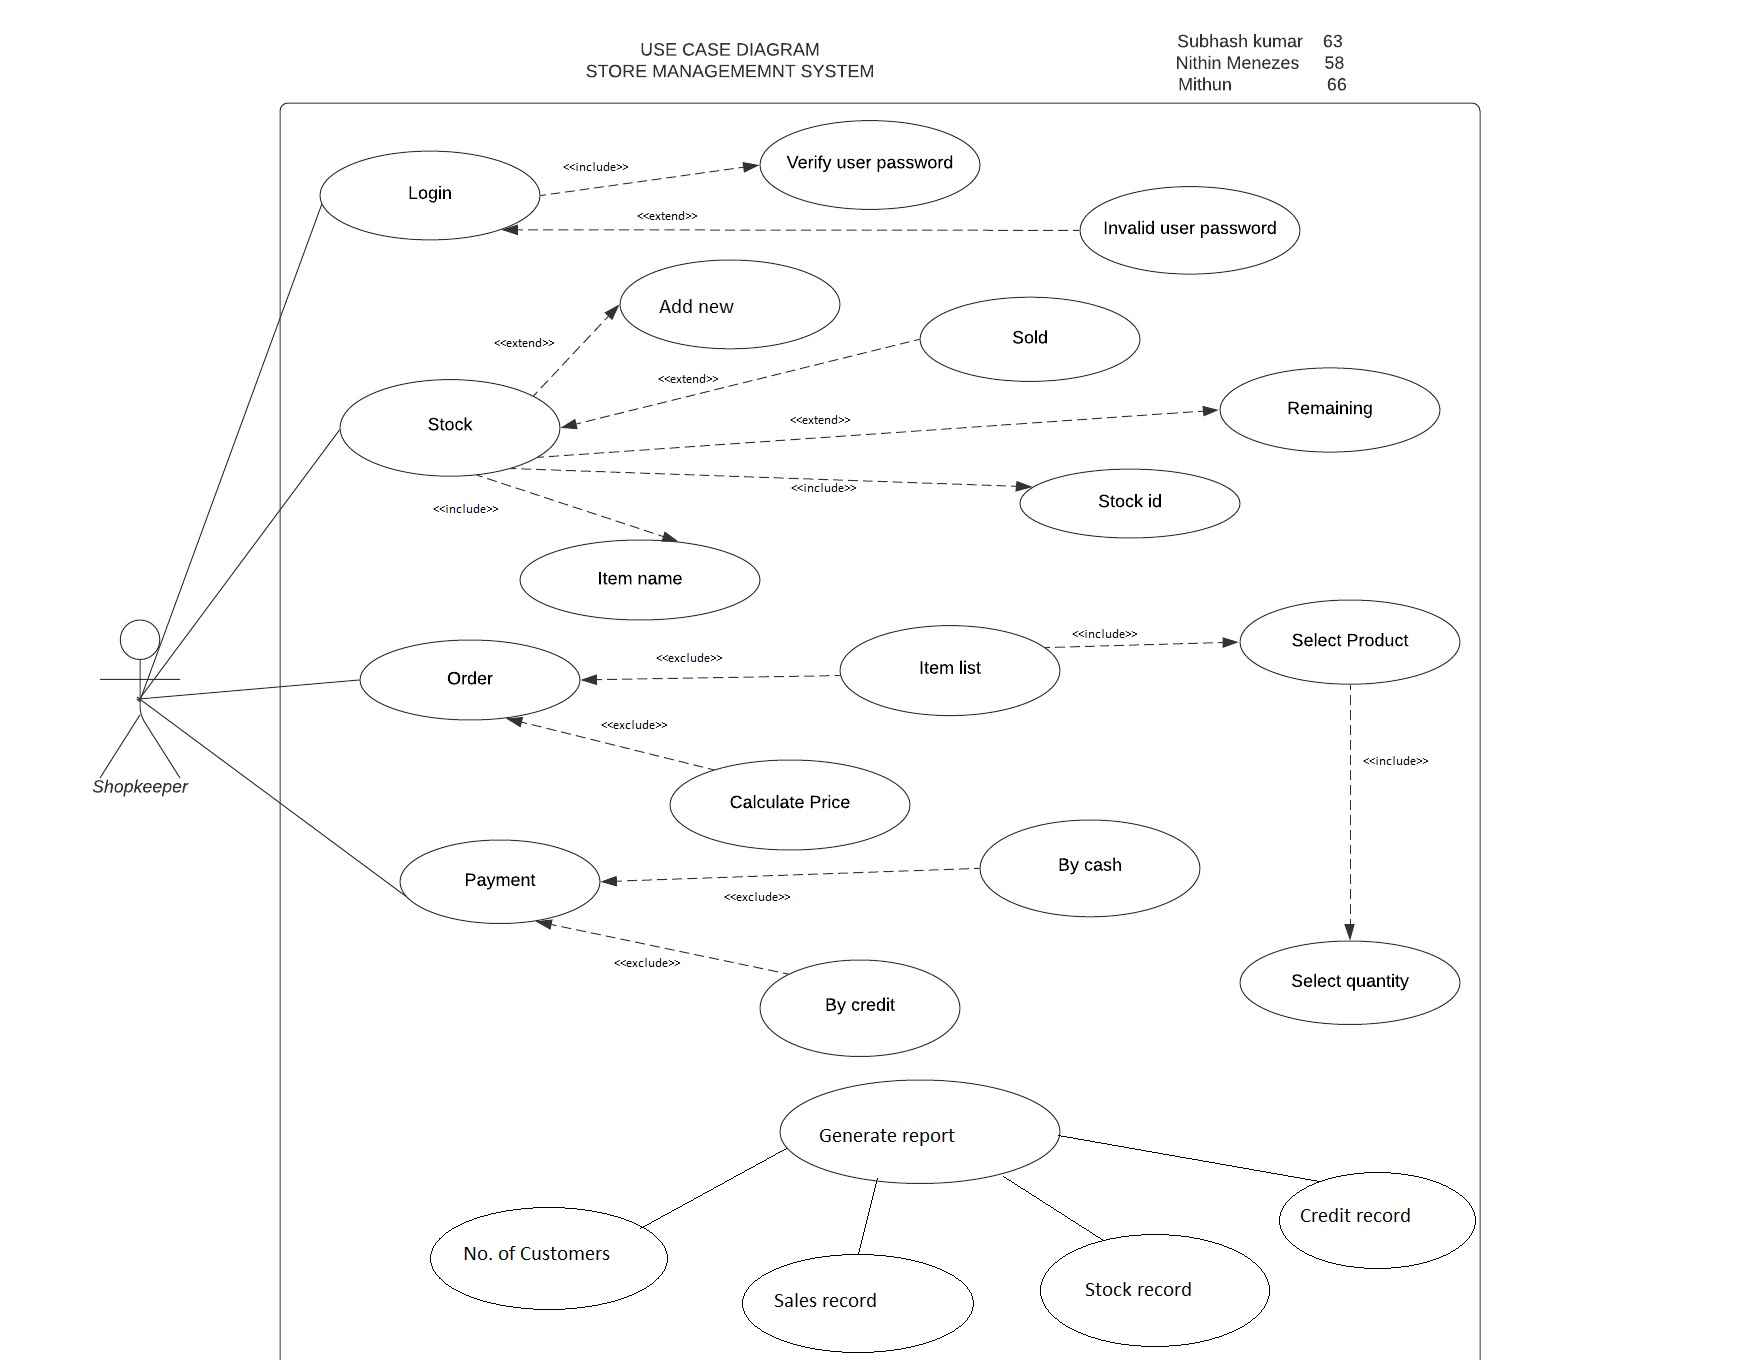 USE CASE DIAGRAM
STORE MANAGEMEMNT SYSTEM
Subhash kumar 63
Nithin Menezes 58
Mithun 66
Login
<<include>>
Verify user password
<<extend>>
Invalid user password
Add new
<<extend>>
Sold
<<extend>>
Stock
<<extend>>
Remaining
<<include>>
Stock id
<<include>>
Item name
Order
<<exclude>>
Item list
<<include>>
Select Product
<<exclude>>
Calculate Price
<<include>>
Shopkeeper
Payment
<<exclude>>
By cash
<<exclude>>
By credit
Select quantity
Generate report
No. of Customers
Sales record
Stock record
Credit record